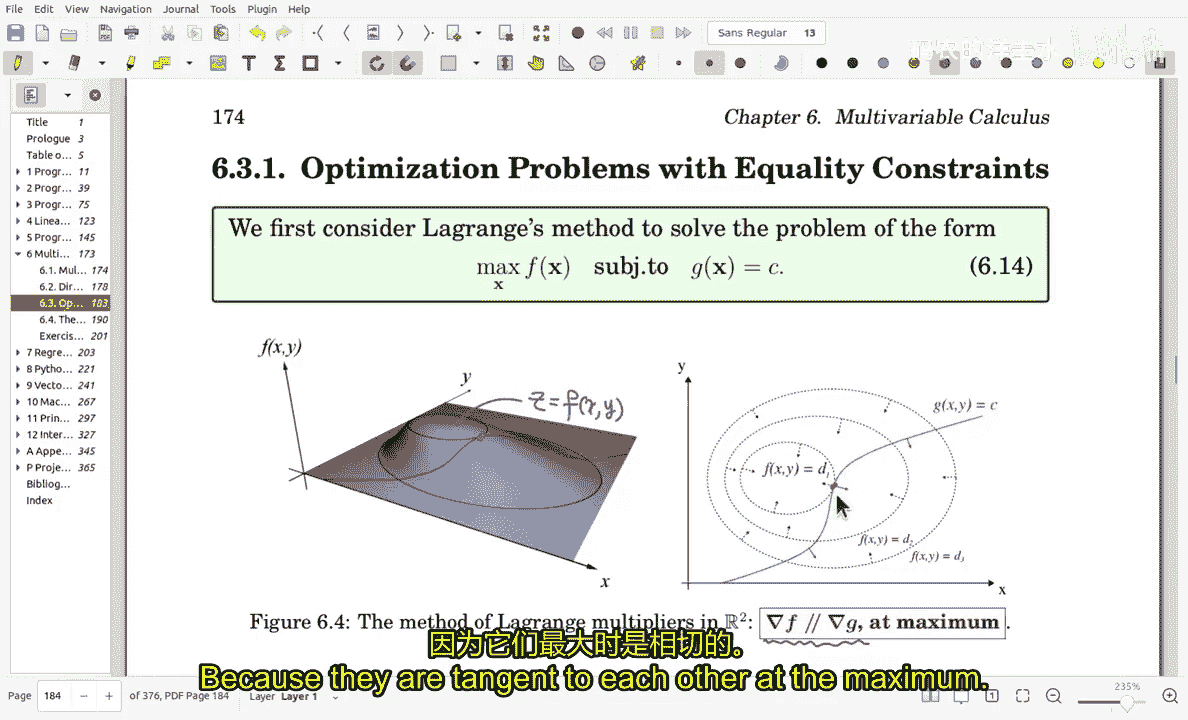 File Edit View Navigation Journal Tools Plugin Help
Sans Regular 13
Title 1
Prologue 3
Table o... 5
1 Progr... 11
2 Progr... 39
3 Progr... 75
4 Linea... 123
5 Progr... 145
6 Multi... 173
6.1. Mul... 174
6.2. Dir... 178
6.3. Op... 183
6.4. The... 190
Exercis... 201
7 Regre... 203
8 Pytho... 221
9 Vecto... 241
10 Mac... 267
11 Prin... 297
12 Inter... 327
A Appe... 345
P Proje... 365
Bibliog...
Index
174 Chapter 6. Multivariable Calculus
6.3.1. Optimization Problems with Equality Constraints
We first consider Lagrange's method to solve the problem of the form
max f(x) subj.to g(x) = c. (6.14)
x
f(x,y)
y
z = f(x,y)
x
y
g(x,y) = c
f(x,y) = d₁
f(x,y) = d₂
f(x,y) = d₃
x
Figure 6.4: The method of Lagrange multipliers in ℝ²: ∇f // ∇g, at maximum.
因为它们最大时是相切的。
Because they are tangent to each other at the maximum.
Page 184 − + of 376, PDF Page 184 Layer Layer 1
235%